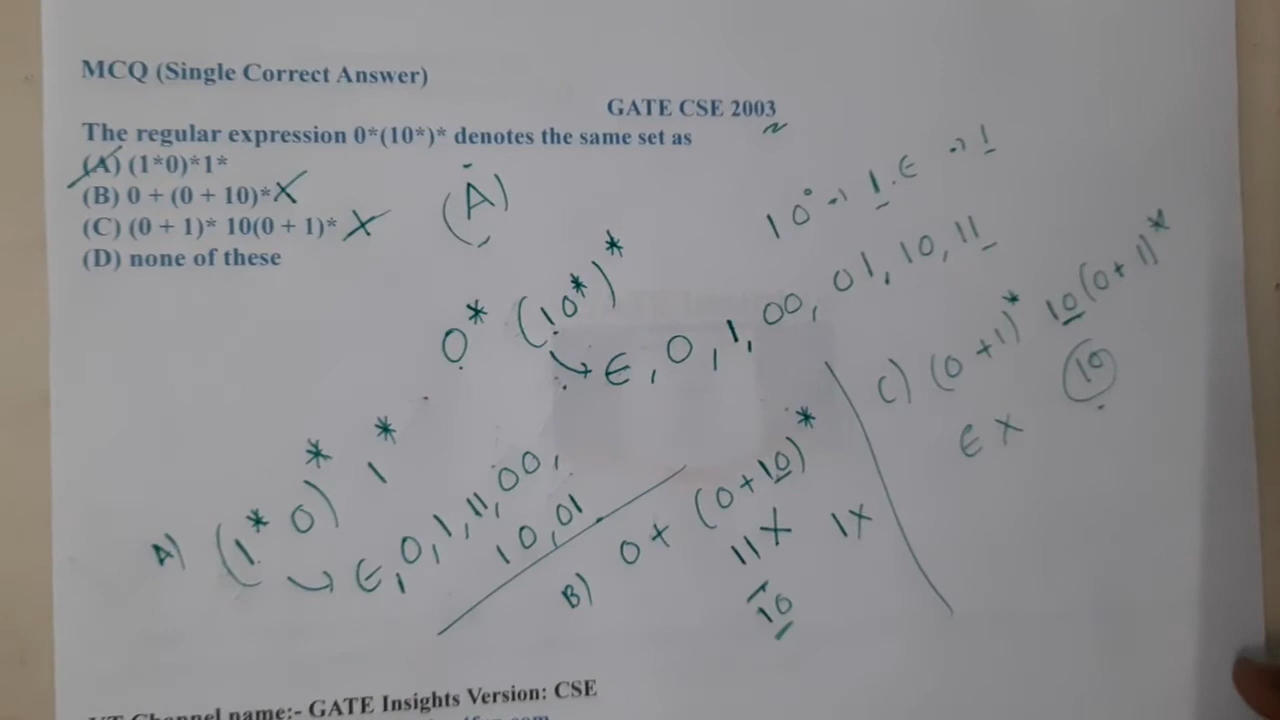 MCQ (Single Correct Answer)
GATE CSE 2003
The regular expression 0*(10*)* denotes the same set as
(A) (1*0)*1*
(B) 0 + (0 + 10)* X
(C) (0 + 1)* 10(0 + 1)* X
(D) none of these
(A)
10° → 1.ϵ → 1
0* (10*)*
→ ϵ, 0, 1, 00, 01, 10, 11
A) (1*0)* 1*
→ ϵ, 0, 1, 11, 00,
10, 01
B) 0 + (0+10)*
11 X 1X
10
C) (0+1)* 10(0+1)*
ϵ X 10
Channel name:- GATE Insights Version: CSE